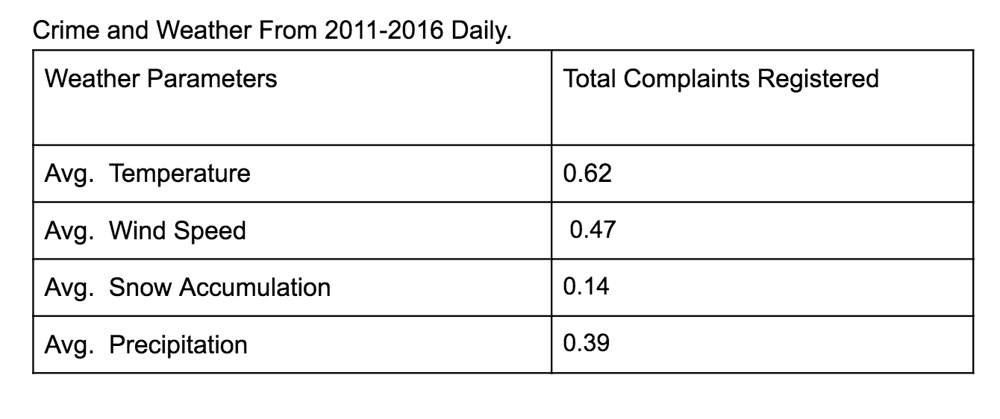 Crime and Weather From 2011-2016 Daily.
Weather Parameters Total Complaints Registered
Avg. Temperature 0.62
Avg. Wind Speed 0.47
Avg. Snow Accumulation 0.14
Avg. Precipitation 0.39